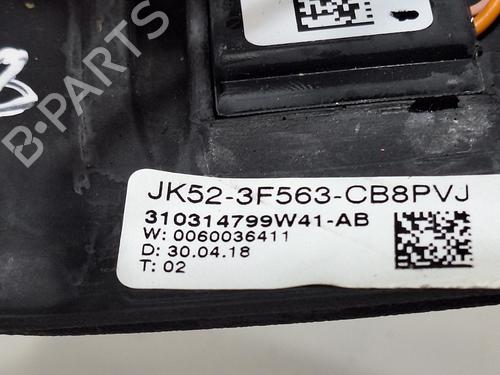 B-PARTS
JK52-3F563-CB8PVJ
310314799W41-AB
W: 0060036411
D: 30.04.18
T: 02